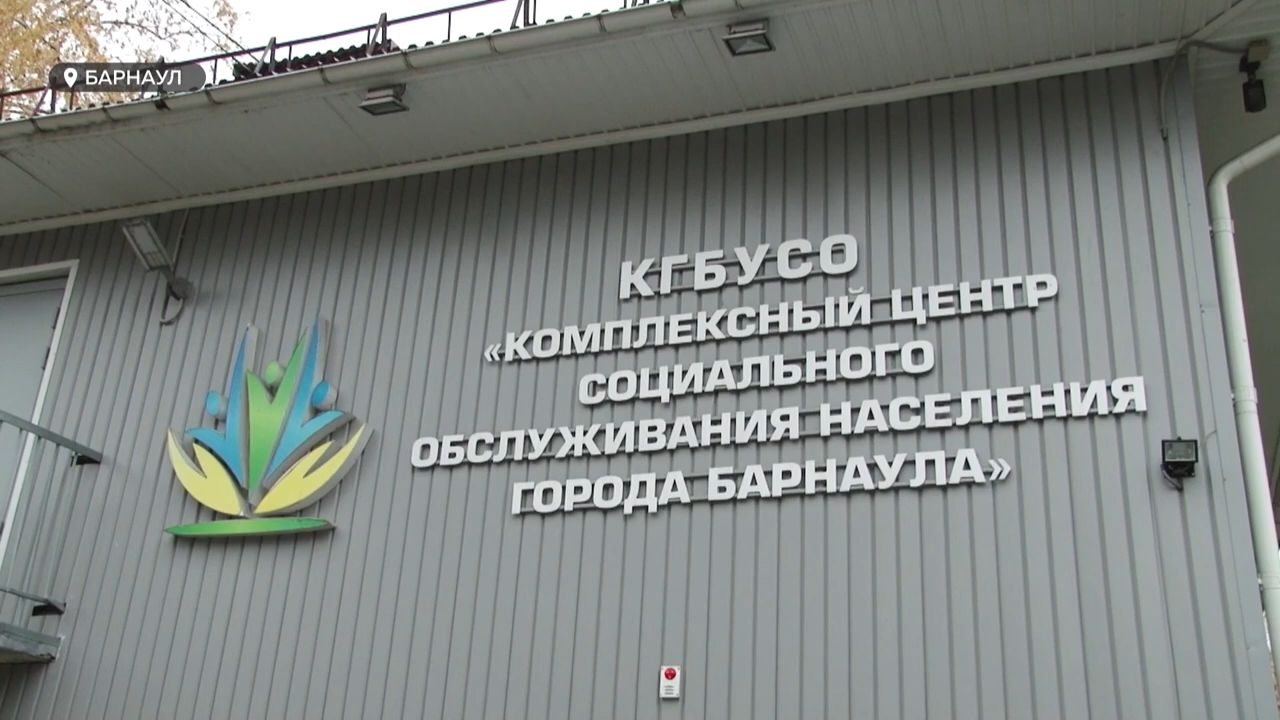 БАРНАУЛ
КГБУСО
«КОМПЛЕКСНЫЙ ЦЕНТР
СОЦИАЛЬНОГО
ОБСЛУЖИВАНИЯ НАСЕЛЕНИЯ
ГОРОДА БАРНАУЛА»